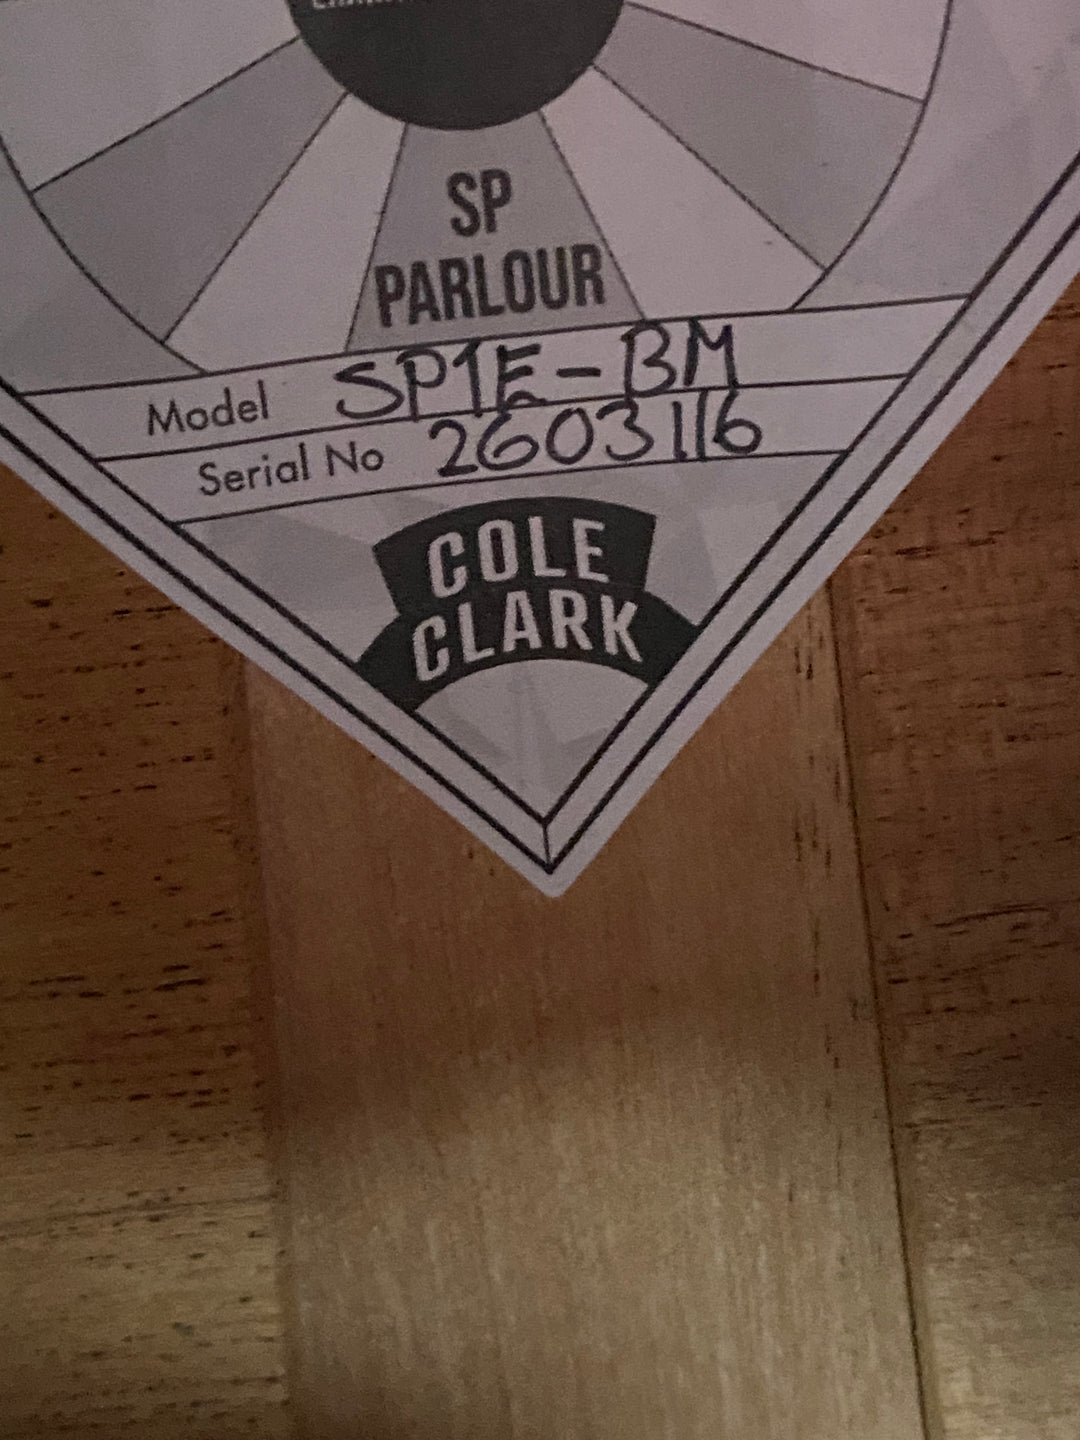 SP
PARLOUR
Model SP1E-BM
Serial No 2603116
COLE
CLARK